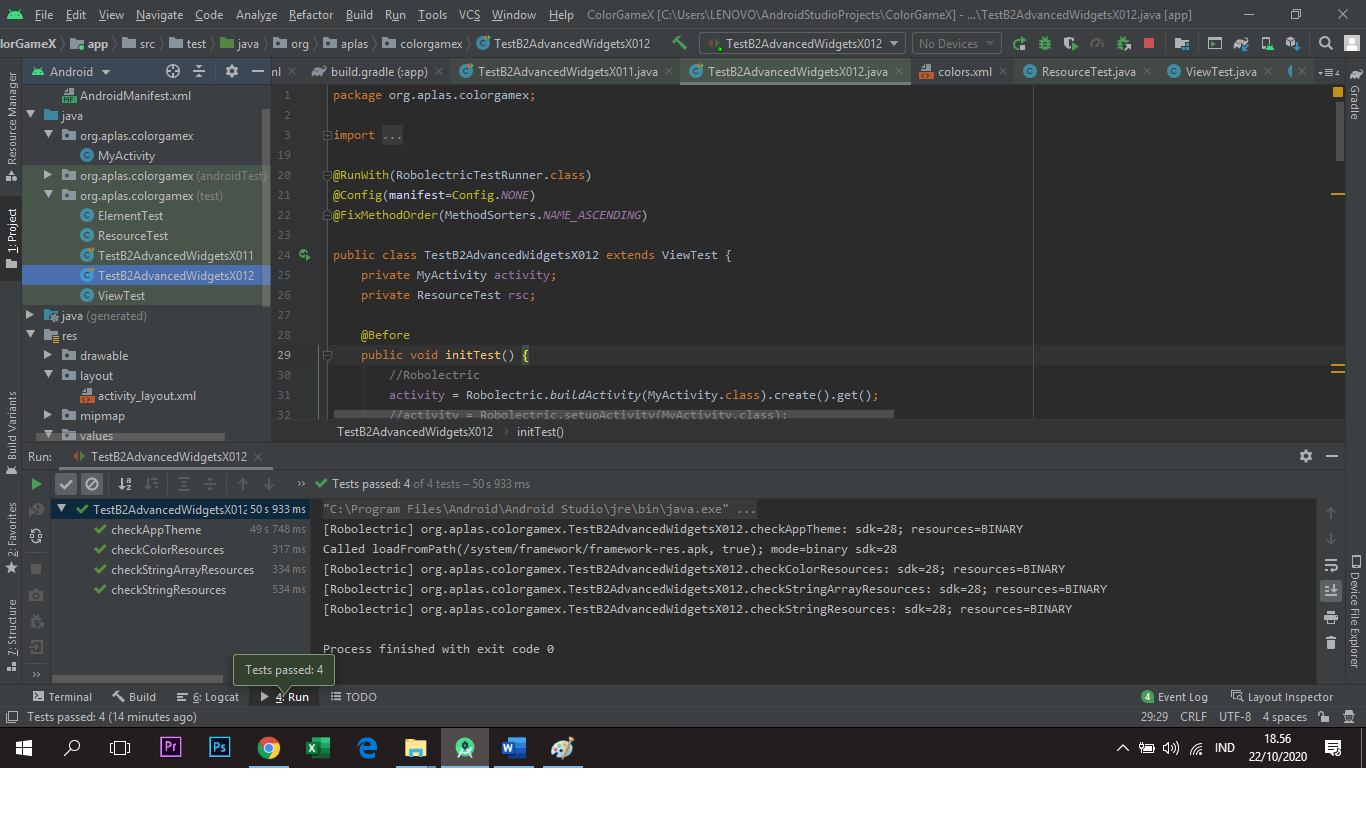 File Edit View Navigate Code Analyze Refactor Build Run Tools VCS Window Help ColorGameX [C:\Users\LENOVO\AndroidStudioProjects\ColorGameX] - ...\TestB2AdvancedWidgetsX012.java [app]
lorGameX app src test java org aplas colorgamex TestB2AdvancedWidgetsX012 TestB2AdvancedWidgetsX012 No Devices
Android nl build.gradle (:app) TestB2AdvancedWidgetsX011.java TestB2AdvancedWidgetsX012.java colors.xml ResourceTest.java ViewTest.java 4
Resource Manager
1: Project
Build Variants
2: Favorites
7: Structure
AndroidManifest.xml
java
org.aplas.colorgamex
MyActivity
org.aplas.colorgamex (androidTest)
org.aplas.colorgamex (test)
ElementTest
ResourceTest
TestB2AdvancedWidgetsX011
TestB2AdvancedWidgetsX012
ViewTest
java (generated)
res
drawable
layout
activity_layout.xml
mipmap
values
1 package org.aplas.colorgamex;
2
3 import ...
19
20 @RunWith(RobolectricTestRunner.class)
21 @Config(manifest=Config.NONE)
22 @FixMethodOrder(MethodSorters.NAME_ASCENDING)
23
24 public class TestB2AdvancedWidgetsX012 extends ViewTest {
25 private MyActivity activity;
26 private ResourceTest rsc;
27
28 @Before
29 public void initTest() {
30 //Robolectric
31 activity = Robolectric.buildActivity(MyActivity.class).create().get();
32 //activity = Robolectric.setupActivity(MyActivity.class);
TestB2AdvancedWidgetsX012 initTest()
Gradle
Device File Explorer
Run: TestB2AdvancedWidgetsX012
Tests passed: 4 of 4 tests – 50 s 933 ms
TestB2AdvancedWidgetsX012 50 s 933 ms
checkAppTheme 49 s 748 ms
checkColorResources 317 ms
checkStringArrayResources 334 ms
checkStringResources 534 ms
"C:\Program Files\Android\Android Studio\jre\bin\java.exe" ...
[Robolectric] org.aplas.colorgamex.TestB2AdvancedWidgetsX012.checkAppTheme: sdk=28; resources=BINARY
Called loadFromPath(/system/framework/framework-res.apk, true); mode=binary sdk=28
[Robolectric] org.aplas.colorgamex.TestB2AdvancedWidgetsX012.checkColorResources: sdk=28; resources=BINARY
[Robolectric] org.aplas.colorgamex.TestB2AdvancedWidgetsX012.checkStringArrayResources: sdk=28; resources=BINARY
[Robolectric] org.aplas.colorgamex.TestB2AdvancedWidgetsX012.checkStringResources: sdk=28; resources=BINARY
Process finished with exit code 0
Tests passed: 4
Terminal Build 6: Logcat 4: Run TODO 4 Event Log Layout Inspector
Tests passed: 4 (14 minutes ago) 29:29 CRLF UTF-8 4 spaces
Pr Ps IND 18.56
22/10/2020